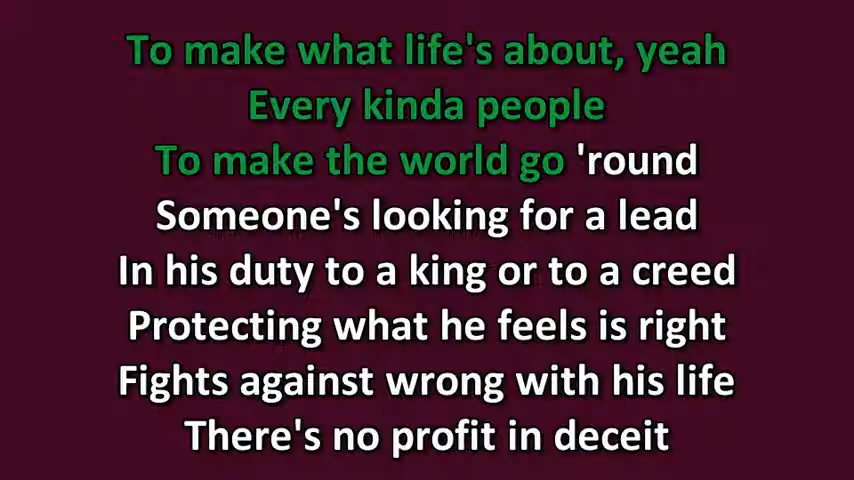 To make what life's about, yeah
Every kinda people
To make the world go 'round
Someone's looking for a lead
In his duty to a king or to a creed
Protecting what he feels is right
Fights against wrong with his life
There's no profit in deceit